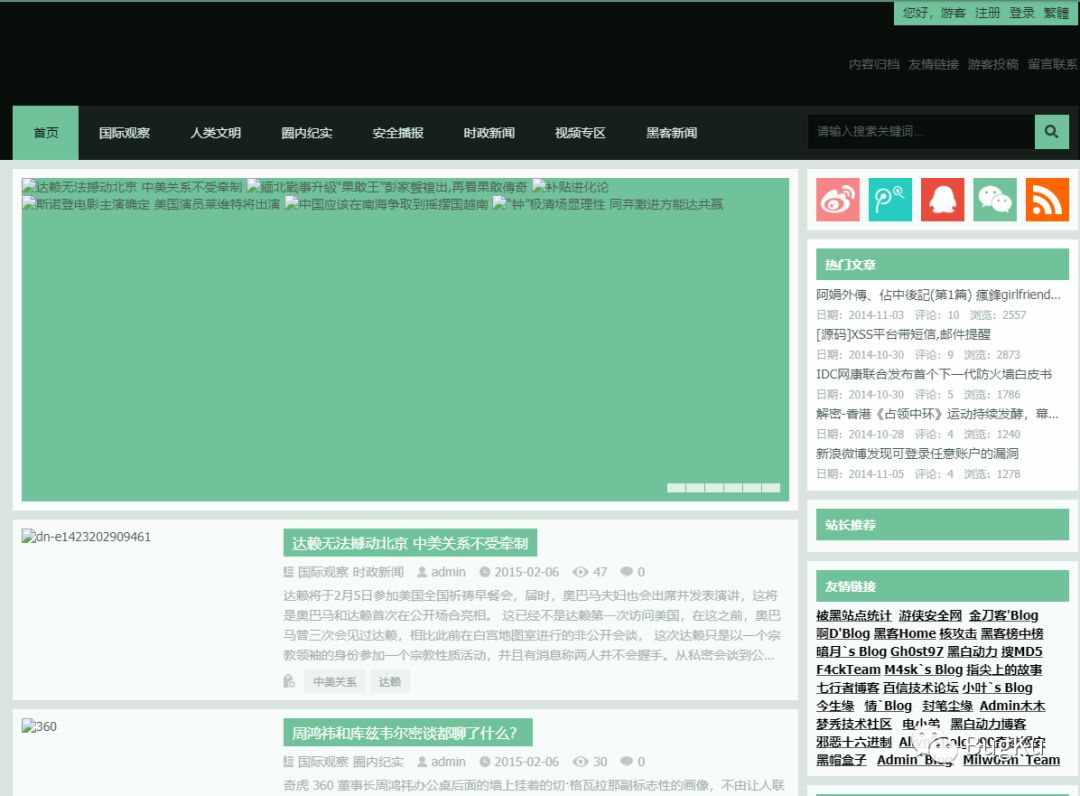 您好，游客 注册 登录 繁體
内容归档 友情链接 游客投稿 留言联系
首页 国际观察 人类文明 圈内纪实 安全播报 时政新闻 视频专区 黑客新闻
请输入搜索关键词...
达赖无法撼动北京 中美关系不受牵制 緬北戰事升級“果敢王”彭家聲複出,再看果敢傳奇 补贴进化论
斯诺登电影主演确定 美国演员莱维特将出演 中国应该在南海争取到摇摆国越南 “钟”极清场显理性 同弃激进方能达共赢
dn-e1423202909461
达赖无法撼动北京 中美关系不受牵制
国际观察 时政新闻 admin 2015-02-06 47 0
达赖将于2月5日参加美国全国祈祷早餐会，届时，奥巴马夫妇也会出席并发表演讲，这将
是奥巴马和达赖首次在公开场合亮相。 这已经不是达赖第一次访问美国，在这之前，奥巴
马曾三次会见过达赖，相比此前在白宫地图室进行的非公开会谈， 这次达赖只是以一个宗
教领袖的身份参加一个宗教性质活动，并且有消息称两人并不会握手。从私密会谈到公...
中美关系 达赖
360
周鸿祎和库兹韦尔密谈都聊了什么？
国际观察 圈内纪实 admin 2015-02-06 30 0
奇虎 360 董事长周鸿祎办公桌后面的墙上挂着的切·格瓦拉那副标志性的画像，不由让人联
热门文章
阿娟外傳、佔中後記(第1篇) 瘋鋒girlfriend...
日期：2014-11-03 评论：10 浏览：2557
[源码]XSS平台带短信,邮件提醒
日期：2014-10-30 评论：9 浏览：2873
IDC网康联合发布首个下一代防火墙白皮书
日期：2014-10-30 评论：5 浏览：1786
解密-香港《占领中环》运动持续发酵，幕...
日期：2014-10-28 评论：4 浏览：1240
新浪微博发现可登录任意账户的漏洞
日期：2014-11-05 评论：4 浏览：1278
站长推荐
友情链接
被黑站点统计 游侠安全网 金刀客'Blog
啊D'Blog 黑客Home 核攻击 黑客榜中榜
暗月`s Blog Gh0st97 黑白动力 搜MD5
F4ckTeam M4sk`s Blog 指尖上的故事
七行者博客 百信技术论坛 小叶`s Blog
今生缘 情`Blog 封笔尘缘 Admin木木
梦秀技术社区 电小弟 黑白动力博客
邪恶十六进制
黑帽盒子 Admin`Blog Milw0rm Team
BugKu